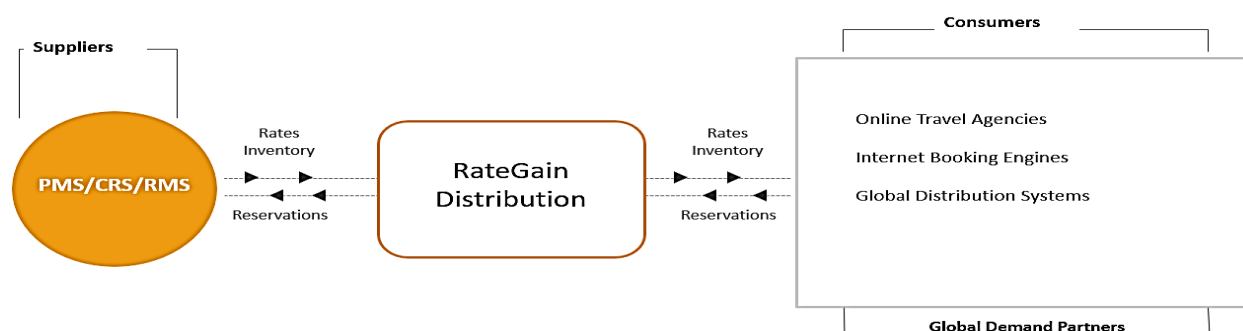 Consumers
Suppliers
Rates
Inventory
Reservations
PMS/CRS/RMS
RateGain
Distribution
Rates
Inventory
Reservations
Online Travel Agencies
Internet Booking Engines
Global Distribution Systems
Global Demand Partners